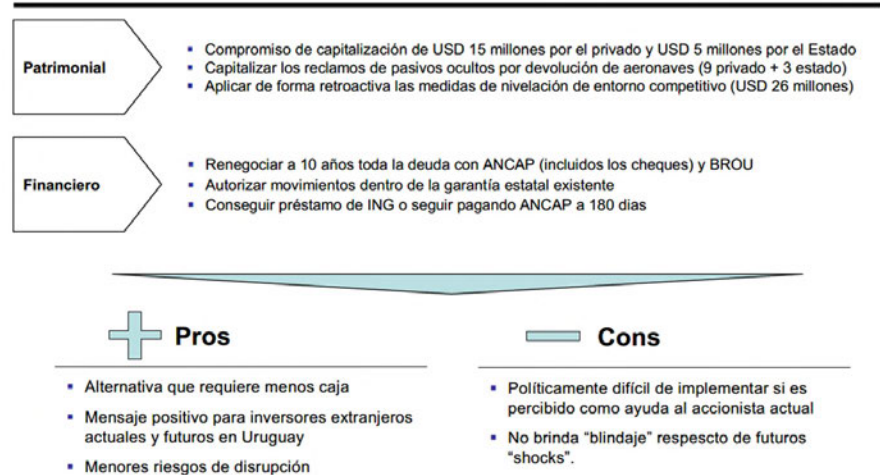 Patrimonial
▪ Compromiso de capitalización de USD 15 millones por el privado y USD 5 millones por el Estado
▪ Capitalizar los reclamos de pasivos ocultos por devolución de aeronaves (9 privado + 3 estado)
▪ Aplicar de forma retroactiva las medidas de nivelación de entorno competitivo (USD 26 millones)
Financiero
▪ Renegociar a 10 años toda la deuda con ANCAP (incluidos los cheques) y BROU
▪ Autorizar movimientos dentro de la garantía estatal existente
▪ Conseguir préstamo de ING o seguir pagando ANCAP a 180 dias
Pros
▪ Alternativa que requiere menos caja
▪ Mensaje positivo para inversores extranjeros
actuales y futuros en Uruguay
▪ Menores riesgos de disrupción
Cons
▪ Políticamente difícil de implementar si es
percibido como ayuda al accionista actual
▪ No brinda “blindaje” respescto de futuros
“shocks”.